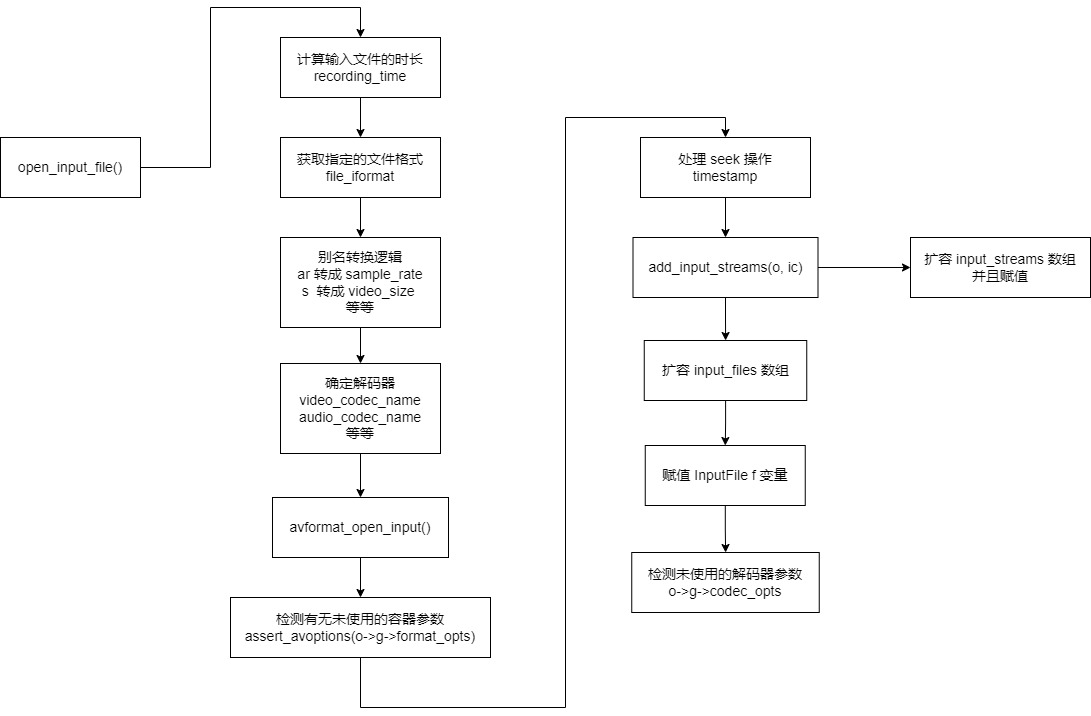 open_input_file()
计算输入文件的时长
recording_time
获取指定的文件格式
file_iformat
别名转换逻辑
ar 转成 sample_rate
s 转成 video_size
等等
确定解码器
video_codec_name
audio_codec_name
等等
avformat_open_input()
检测有无未使用的容器参数
assert_avoptions(o->g->format_opts)
处理 seek 操作
timestamp
add_input_streams(o, ic)
扩容 input_streams 数组
并且赋值
扩容 input_files 数组
赋值 InputFile f 变量
检测未使用的解码器参数
o->g->codec_opts